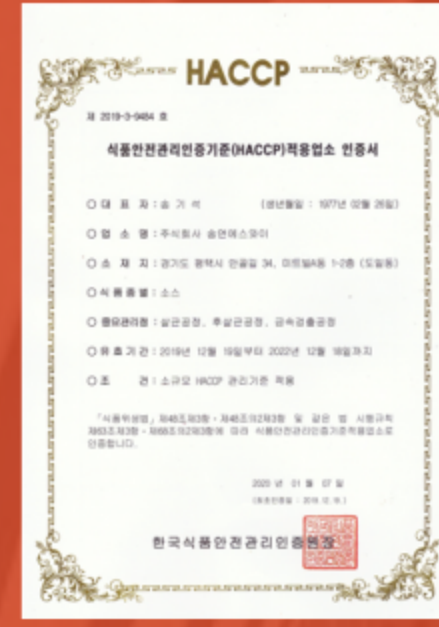 HACCP
제 2019-3-9484 호
식품안전관리인증기준(HACCP)적용업소 인증서
○ 대 표 자 : 송 기 석 (생년월일 : 1977년 02월 26일)
○ 업 소 명 : 주식회사 송연에스와이
○ 소 재 지 : 경기도 평택시 안골길 34, 1-2층 (도일동)
○ 식 품 종 별 : 소스
○ 중요관리점 : 살균공정, 후살균공정, 금속검출공정
○ 유 효 기 간 : 2019년 12월 19일부터 2022년 12월 18일까지
○ 조 건 : 소규모 HACCP 관리기준 적용
「식품위생법」 제48조제3항ㆍ제48조의2제3항 및 같은 법 시행규칙
제63조제3항ㆍ제68조의2제3항에 따라 식품안전관리인증기준적용업소로
인증합니다.
2020 년 01 월 07 일
한국식품안전관리인증원장